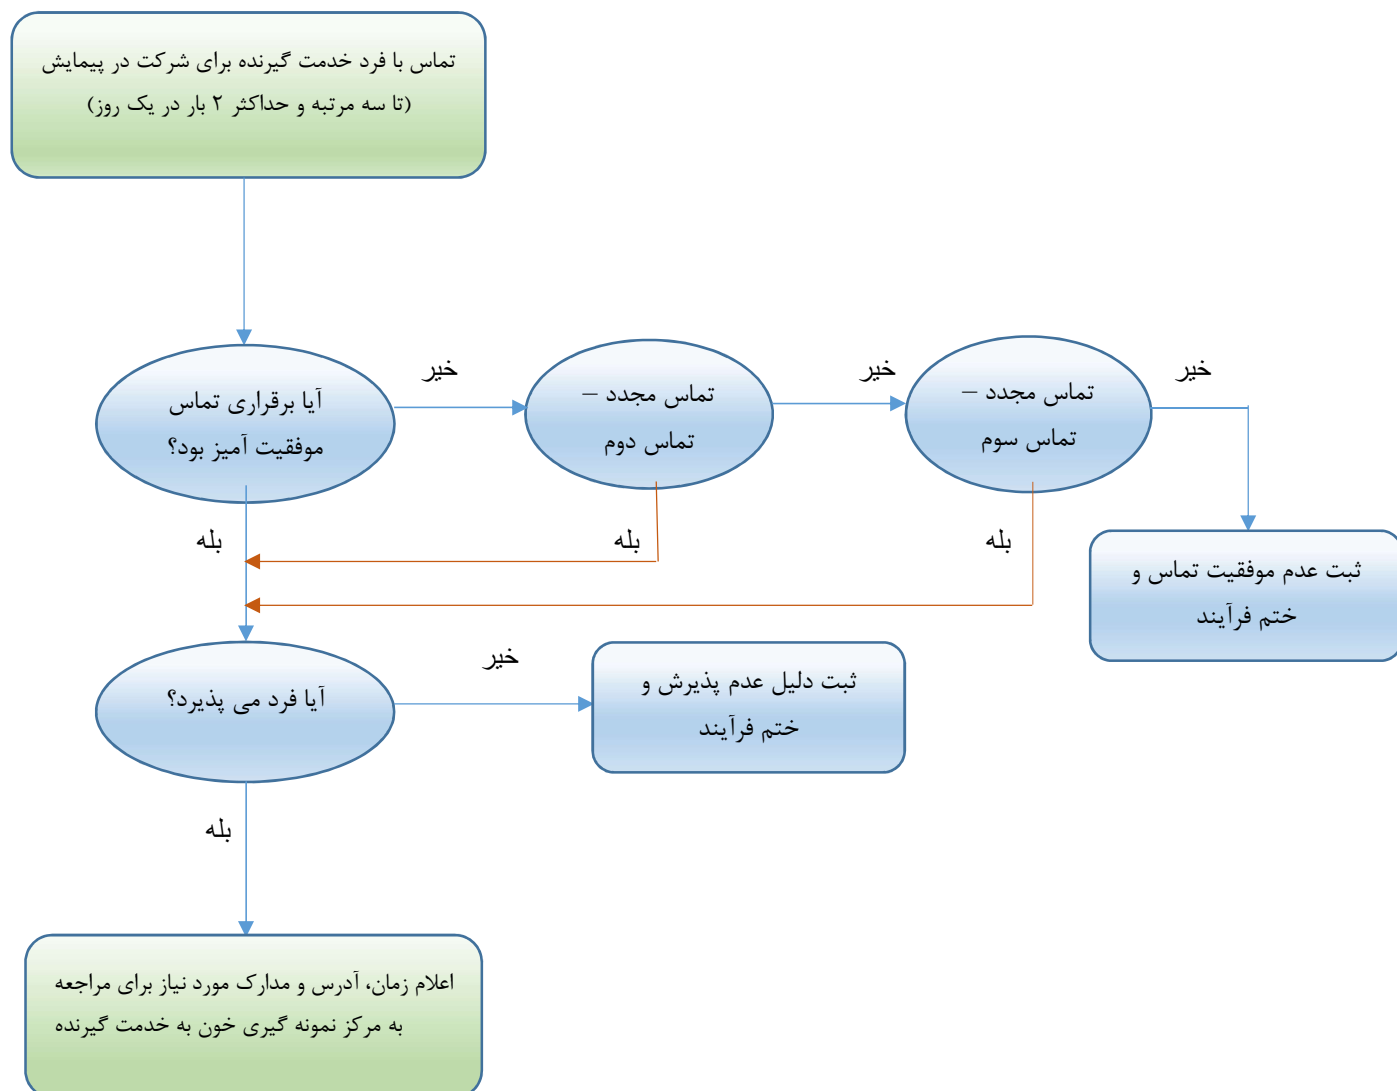 تماس با فرد خدمت گیرنده برای شرکت در پیمایش
(تا سه مرتبه و حداکثر ۲ بار در یک روز)
آیا برقراری تماس
موفقیت آمیز بود؟
خیر
تماس مجدد –
تماس دوم
خیر
تماس مجدد –
تماس سوم
خیر
بله
بله
بله
ثبت عدم موفقیت تماس و
ختم فرآیند
آیا فرد می پذیرد؟
خیر
ثبت دلیل عدم پذیرش و
ختم فرآیند
بله
اعلام زمان، آدرس و مدارک مورد نیاز برای مراجعه
به مرکز نمونه گیری خون به خدمت گیرنده